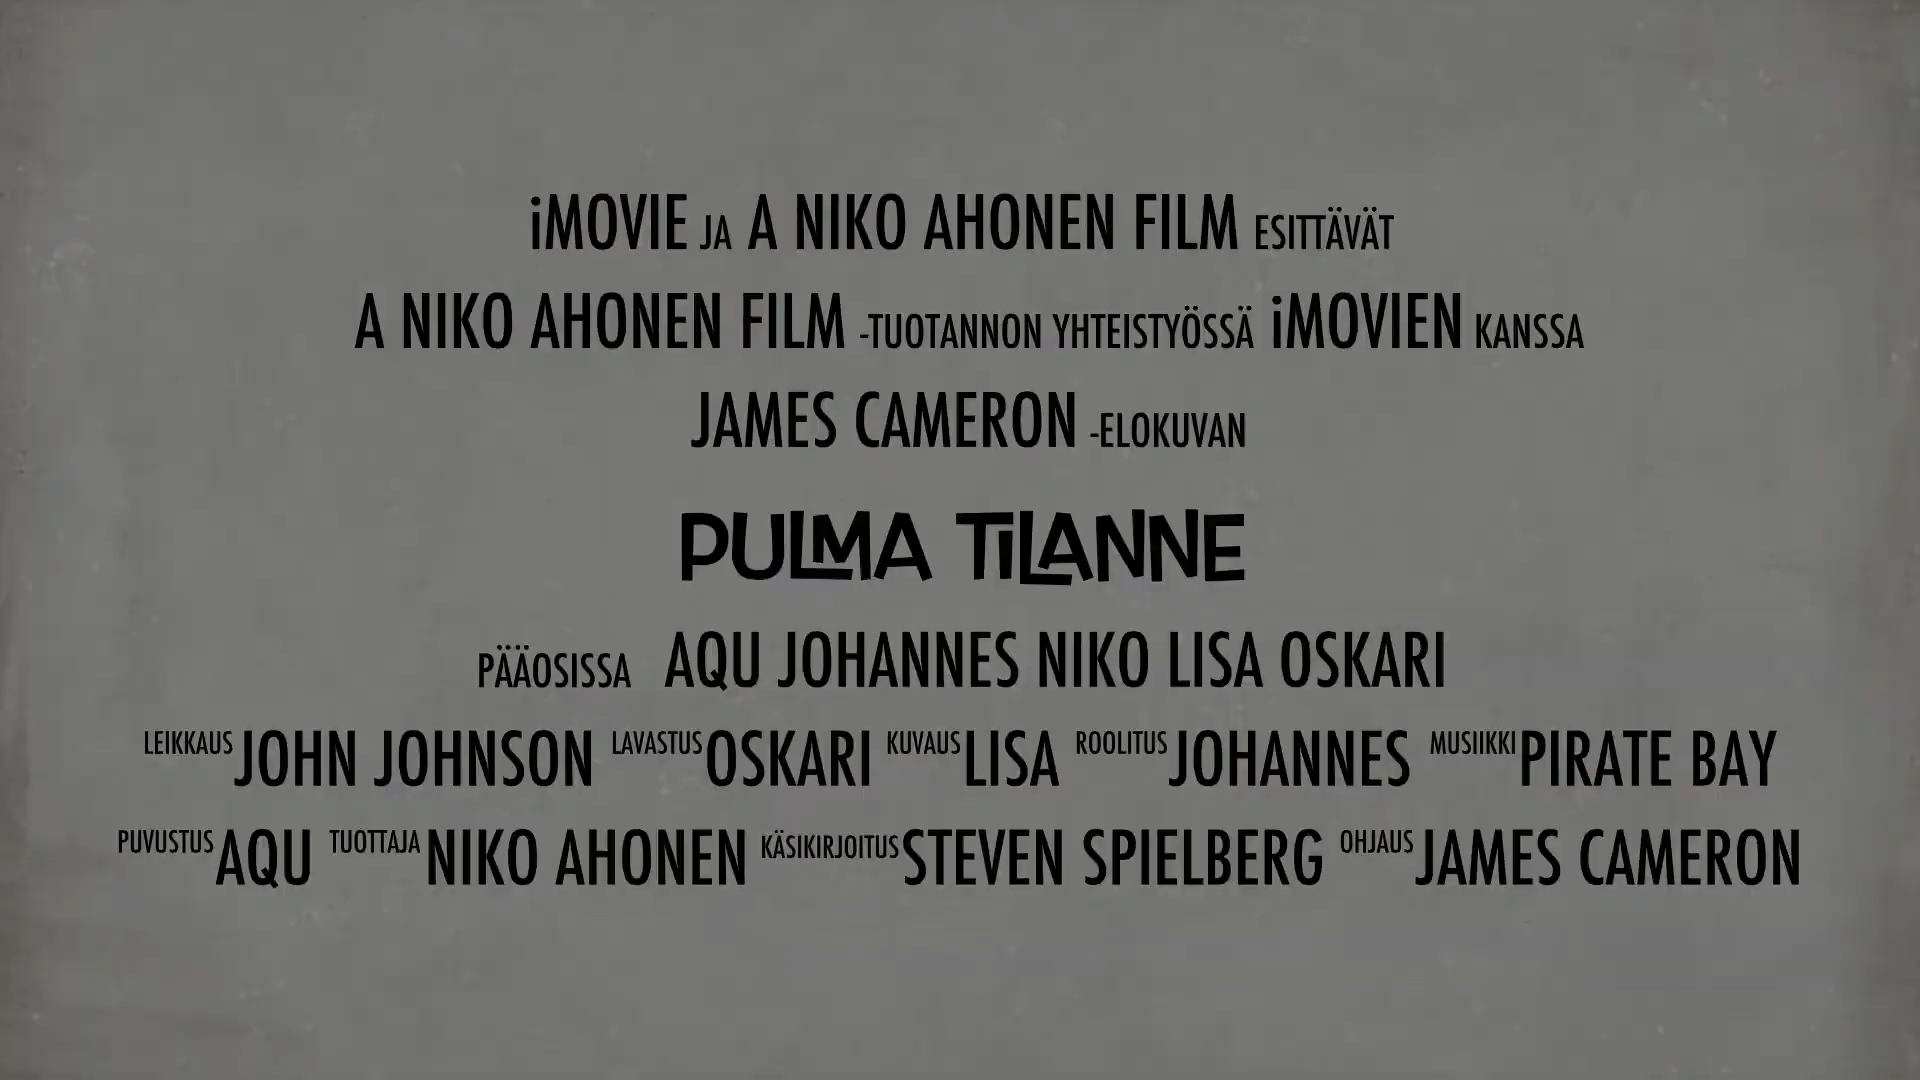 iMOVIE JA A NIKO AHONEN FILM ESITTÄVÄT
A NIKO AHONEN FILM -TUOTANNON YHTEISTYÖSSÄ iMOVIEN KANSSA
JAMES CAMERON -ELOKUVAN
PULMA TiLANNE
PÄÄOSISSA AQU JOHANNES NIKO LISA OSKARI
LEIKKAUS JOHN JOHNSON LAVASTUS OSKARI KUVAUS LISA ROOLITUS JOHANNES MUSIIKKI PIRATE BAY
PUVUSTUS AQU TUOTTAJA NIKO AHONEN KÄSIKIRJOITUS STEVEN SPIELBERG OHJAUS JAMES CAMERON